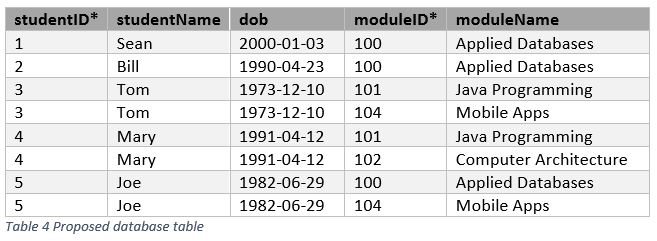 studentID* studentName dob moduleID* moduleName
1 Sean 2000-01-03 100 Applied Databases
2 Bill 1990-04-23 100 Applied Databases
3 Tom 1973-12-10 101 Java Programming
3 Tom 1973-12-10 104 Mobile Apps
4 Mary 1991-04-12 101 Java Programming
4 Mary 1991-04-12 102 Computer Architecture
5 Joe 1982-06-29 100 Applied Databases
5 Joe 1982-06-29 104 Mobile Apps
Table 4 Proposed database table